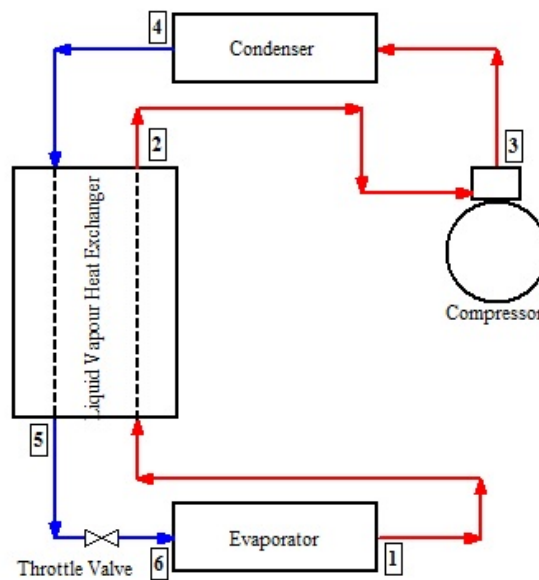 4
Condenser
2
3
Liquid Vapour Heat Exchanger
Compressor
5
Throttle Valve
6
Evaporator
1